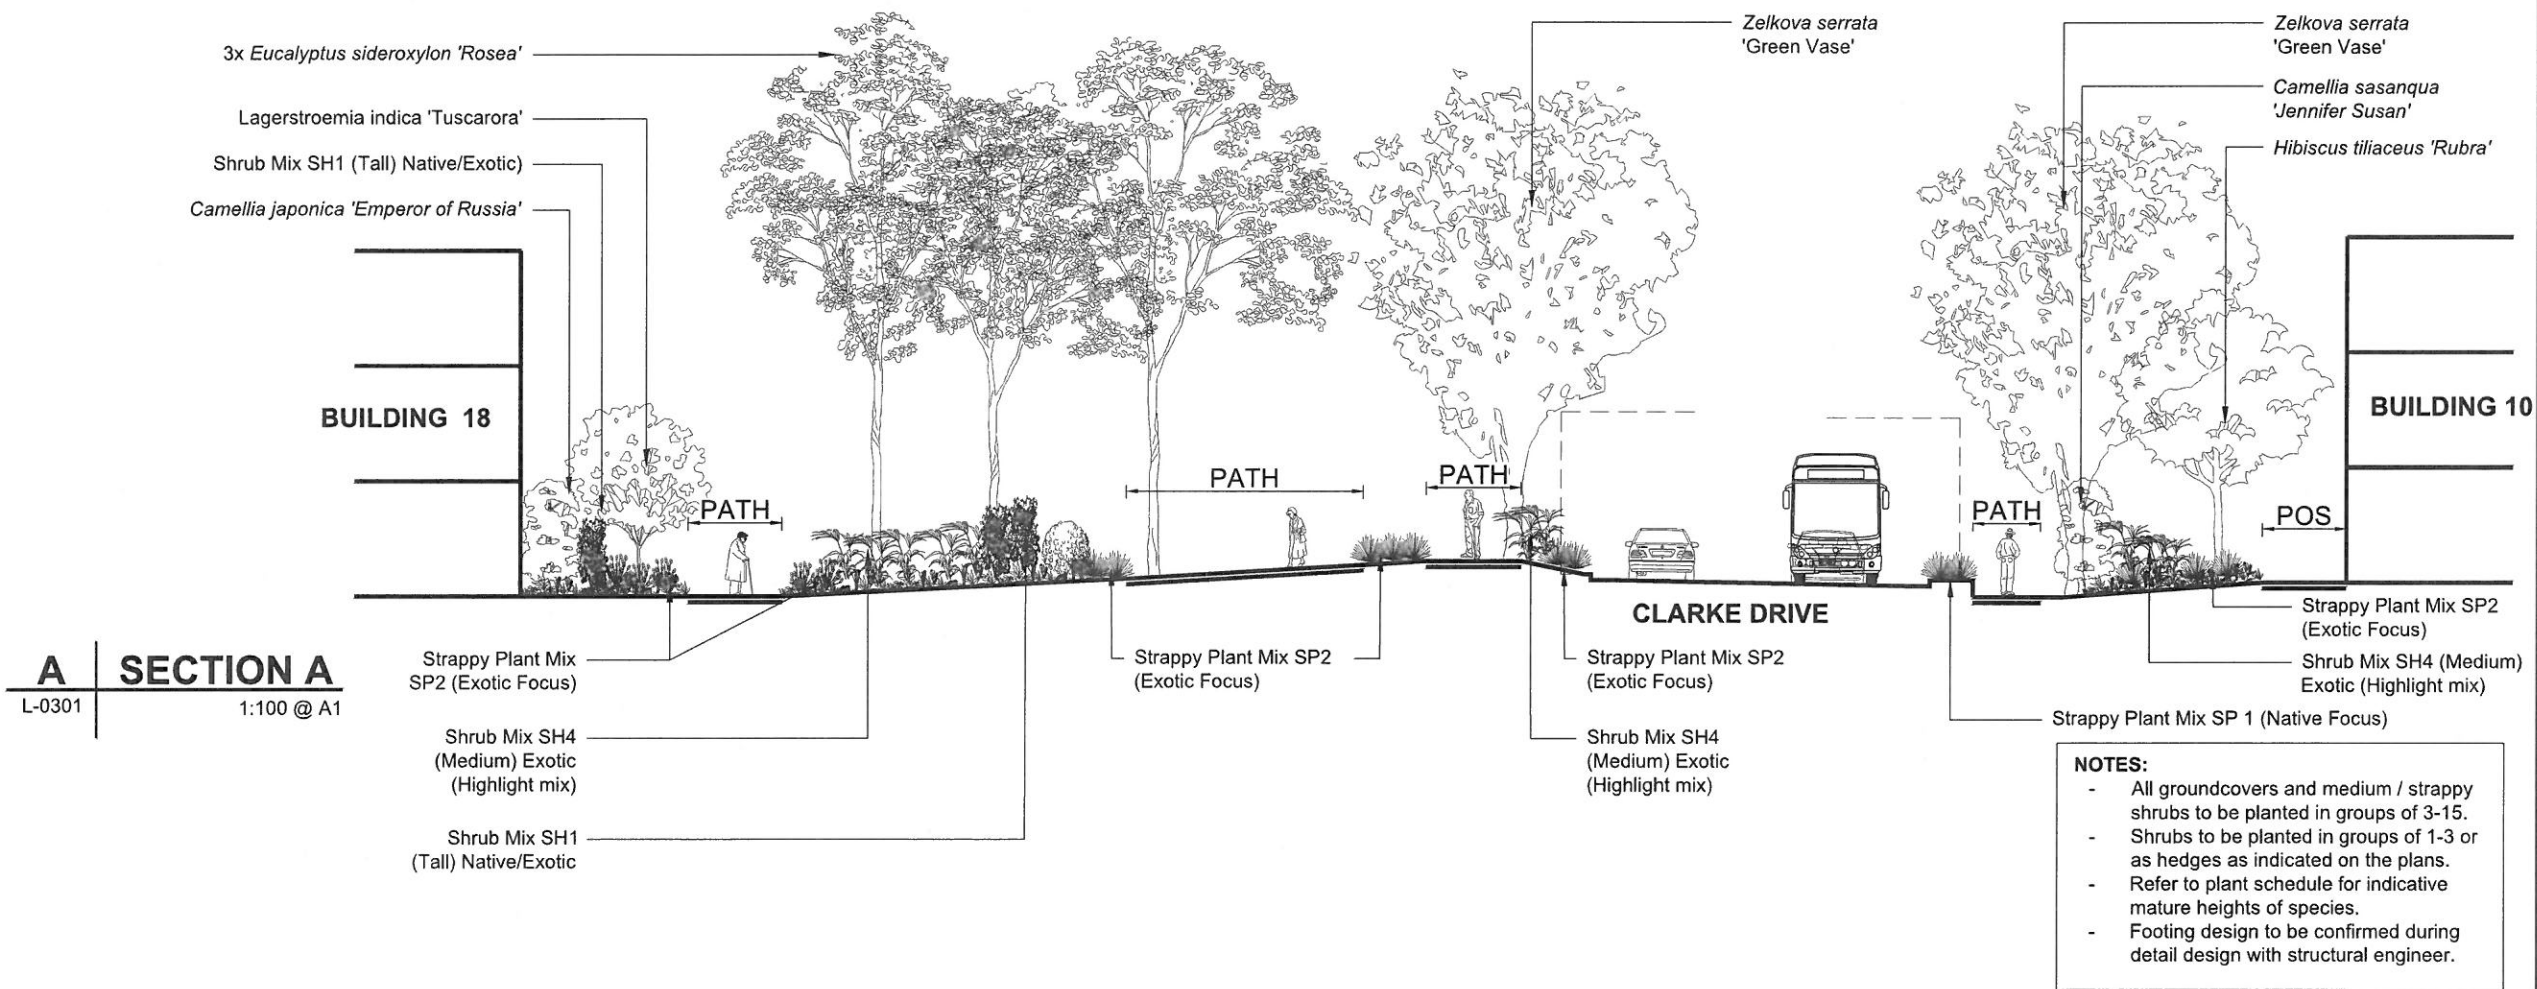 3x Eucalyptus sideroxylon 'Rosea'
Lagerstroemia indica 'Tuscarora'
Shrub Mix SH1 (Tall) Native/Exotic)
Camellia japonica 'Emperor of Russia'
Zelkova serrata
'Green Vase'
Zelkova serrata
'Green Vase'
Camellia sasanqua
'Jennifer Susan'
Hibiscus tiliaceus 'Rubra'
BUILDING 18
BUILDING 10
PATH
PATH
PATH
PATH
POS
CLARKE DRIVE
A
L-0301
SECTION A
1:100 @ A1
Strappy Plant Mix
SP2 (Exotic Focus)
Shrub Mix SH4
(Medium) Exotic
(Highlight mix)
Shrub Mix SH1
(Tall) Native/Exotic
Strappy Plant Mix SP2
(Exotic Focus)
Strappy Plant Mix SP2
(Exotic Focus)
Shrub Mix SH4
(Medium) Exotic
(Highlight mix)
Strappy Plant Mix SP2
(Exotic Focus)
Shrub Mix SH4 (Medium)
Exotic (Highlight mix)
Strappy Plant Mix SP 1 (Native Focus)
NOTES:
- All groundcovers and medium / strappy
shrubs to be planted in groups of 3-15.
- Shrubs to be planted in groups of 1-3 or
as hedges as indicated on the plans.
- Refer to plant schedule for indicative
mature heights of species.
- Footing design to be confirmed during
detail design with structural engineer.